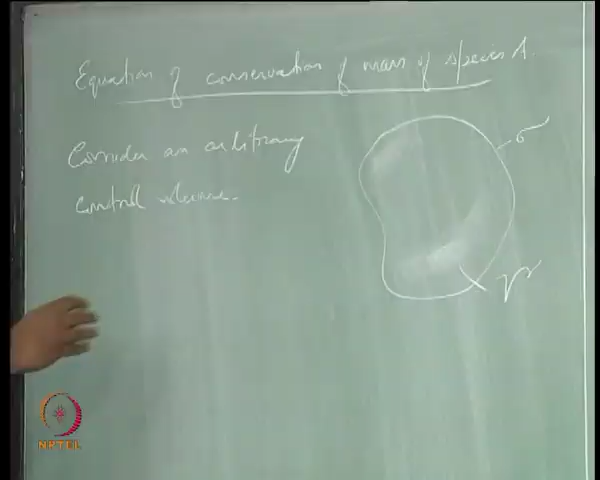 Equation of conservation of mass of species A.
Consider an arbitrary
control volume.
σ
V
NPTEL